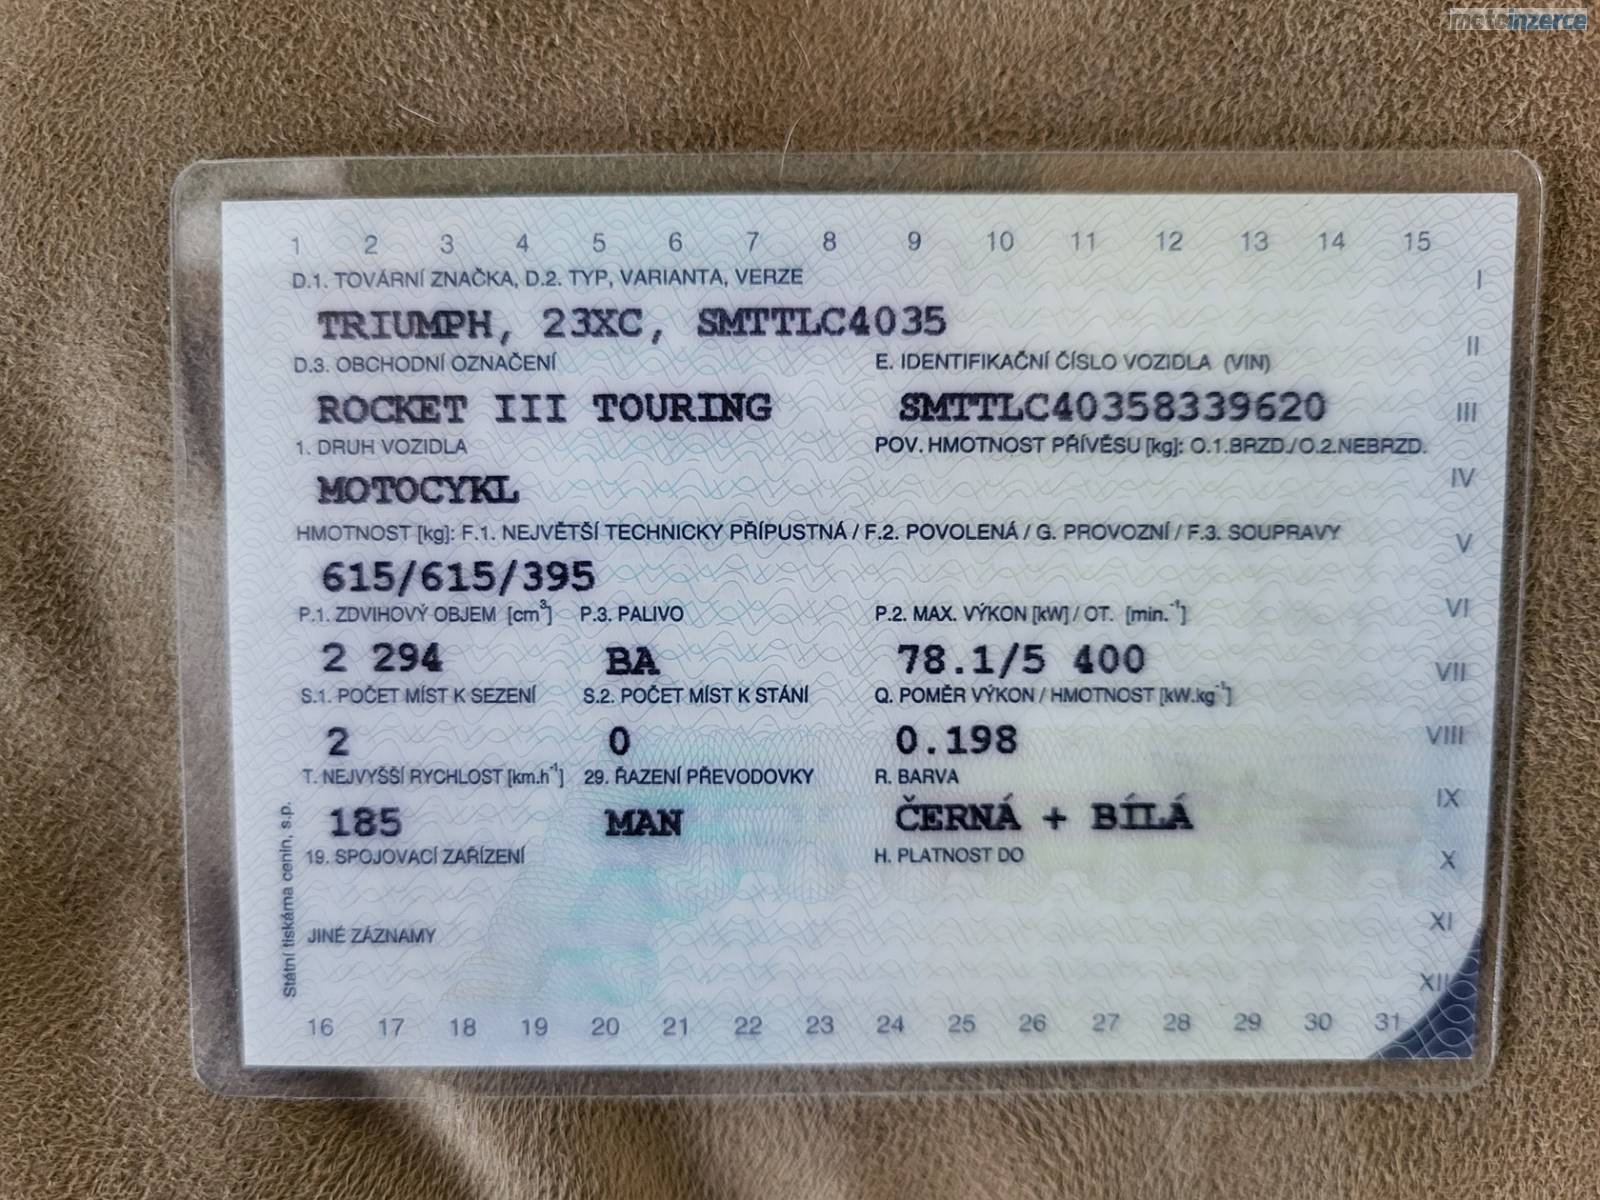 motoinzerce
1 2 3 4 5 6 7 8 9 10 11 12 13 14 15
D.1. TOVÁRNÍ ZNAČKA, D.2. TYP, VARIANTA, VERZE
I
TRIUMPH, 23XC, SMTTLC4035
II
D.3. OBCHODNÍ OZNAČENÍ E. IDENTIFIKAČNÍ ČÍSLO VOZIDLA (VIN)
ROCKET III TOURING SMTTLC40358339620
III
1. DRUH VOZIDLA POV. HMOTNOST PŘÍVĚSU [kg]: O.1.BRZD./O.2.NEBRZD.
MOTOCYKL
IV
HMOTNOST [kg]: F.1. NEJVĚTŠÍ TECHNICKY PŘÍPUSTNÁ / F.2. POVOLENÁ / G. PROVOZNÍ / F.3. SOUPRAVY
V
615/615/395
P.1. ZDVIHOVÝ OBJEM [cm³] P.3. PALIVO P.2. MAX. VÝKON [kW] / OT. [min.⁻¹]
VI
2 294 BA 78.1/5 400
VII
S.1. POČET MÍST K SEZENÍ S.2. POČET MÍST K STÁNÍ Q. POMĚR VÝKON / HMOTNOST [kW.kg⁻¹]
2 0 0.198
VIII
T. NEJVYŠŠÍ RYCHLOST [km.h⁻¹] 29. ŘAZENÍ PŘEVODOVKY R. BARVA
IX
185 MAN ČERNÁ + BÍLÁ
19. SPOJOVACÍ ZAŘÍZENÍ H. PLATNOST DO
X
XI
JINÉ ZÁZNAMY
XII
Státní tiskárna cenin, s.p.
16 17 18 19 20 21 22 23 24 25 26 27 28 29 30 31